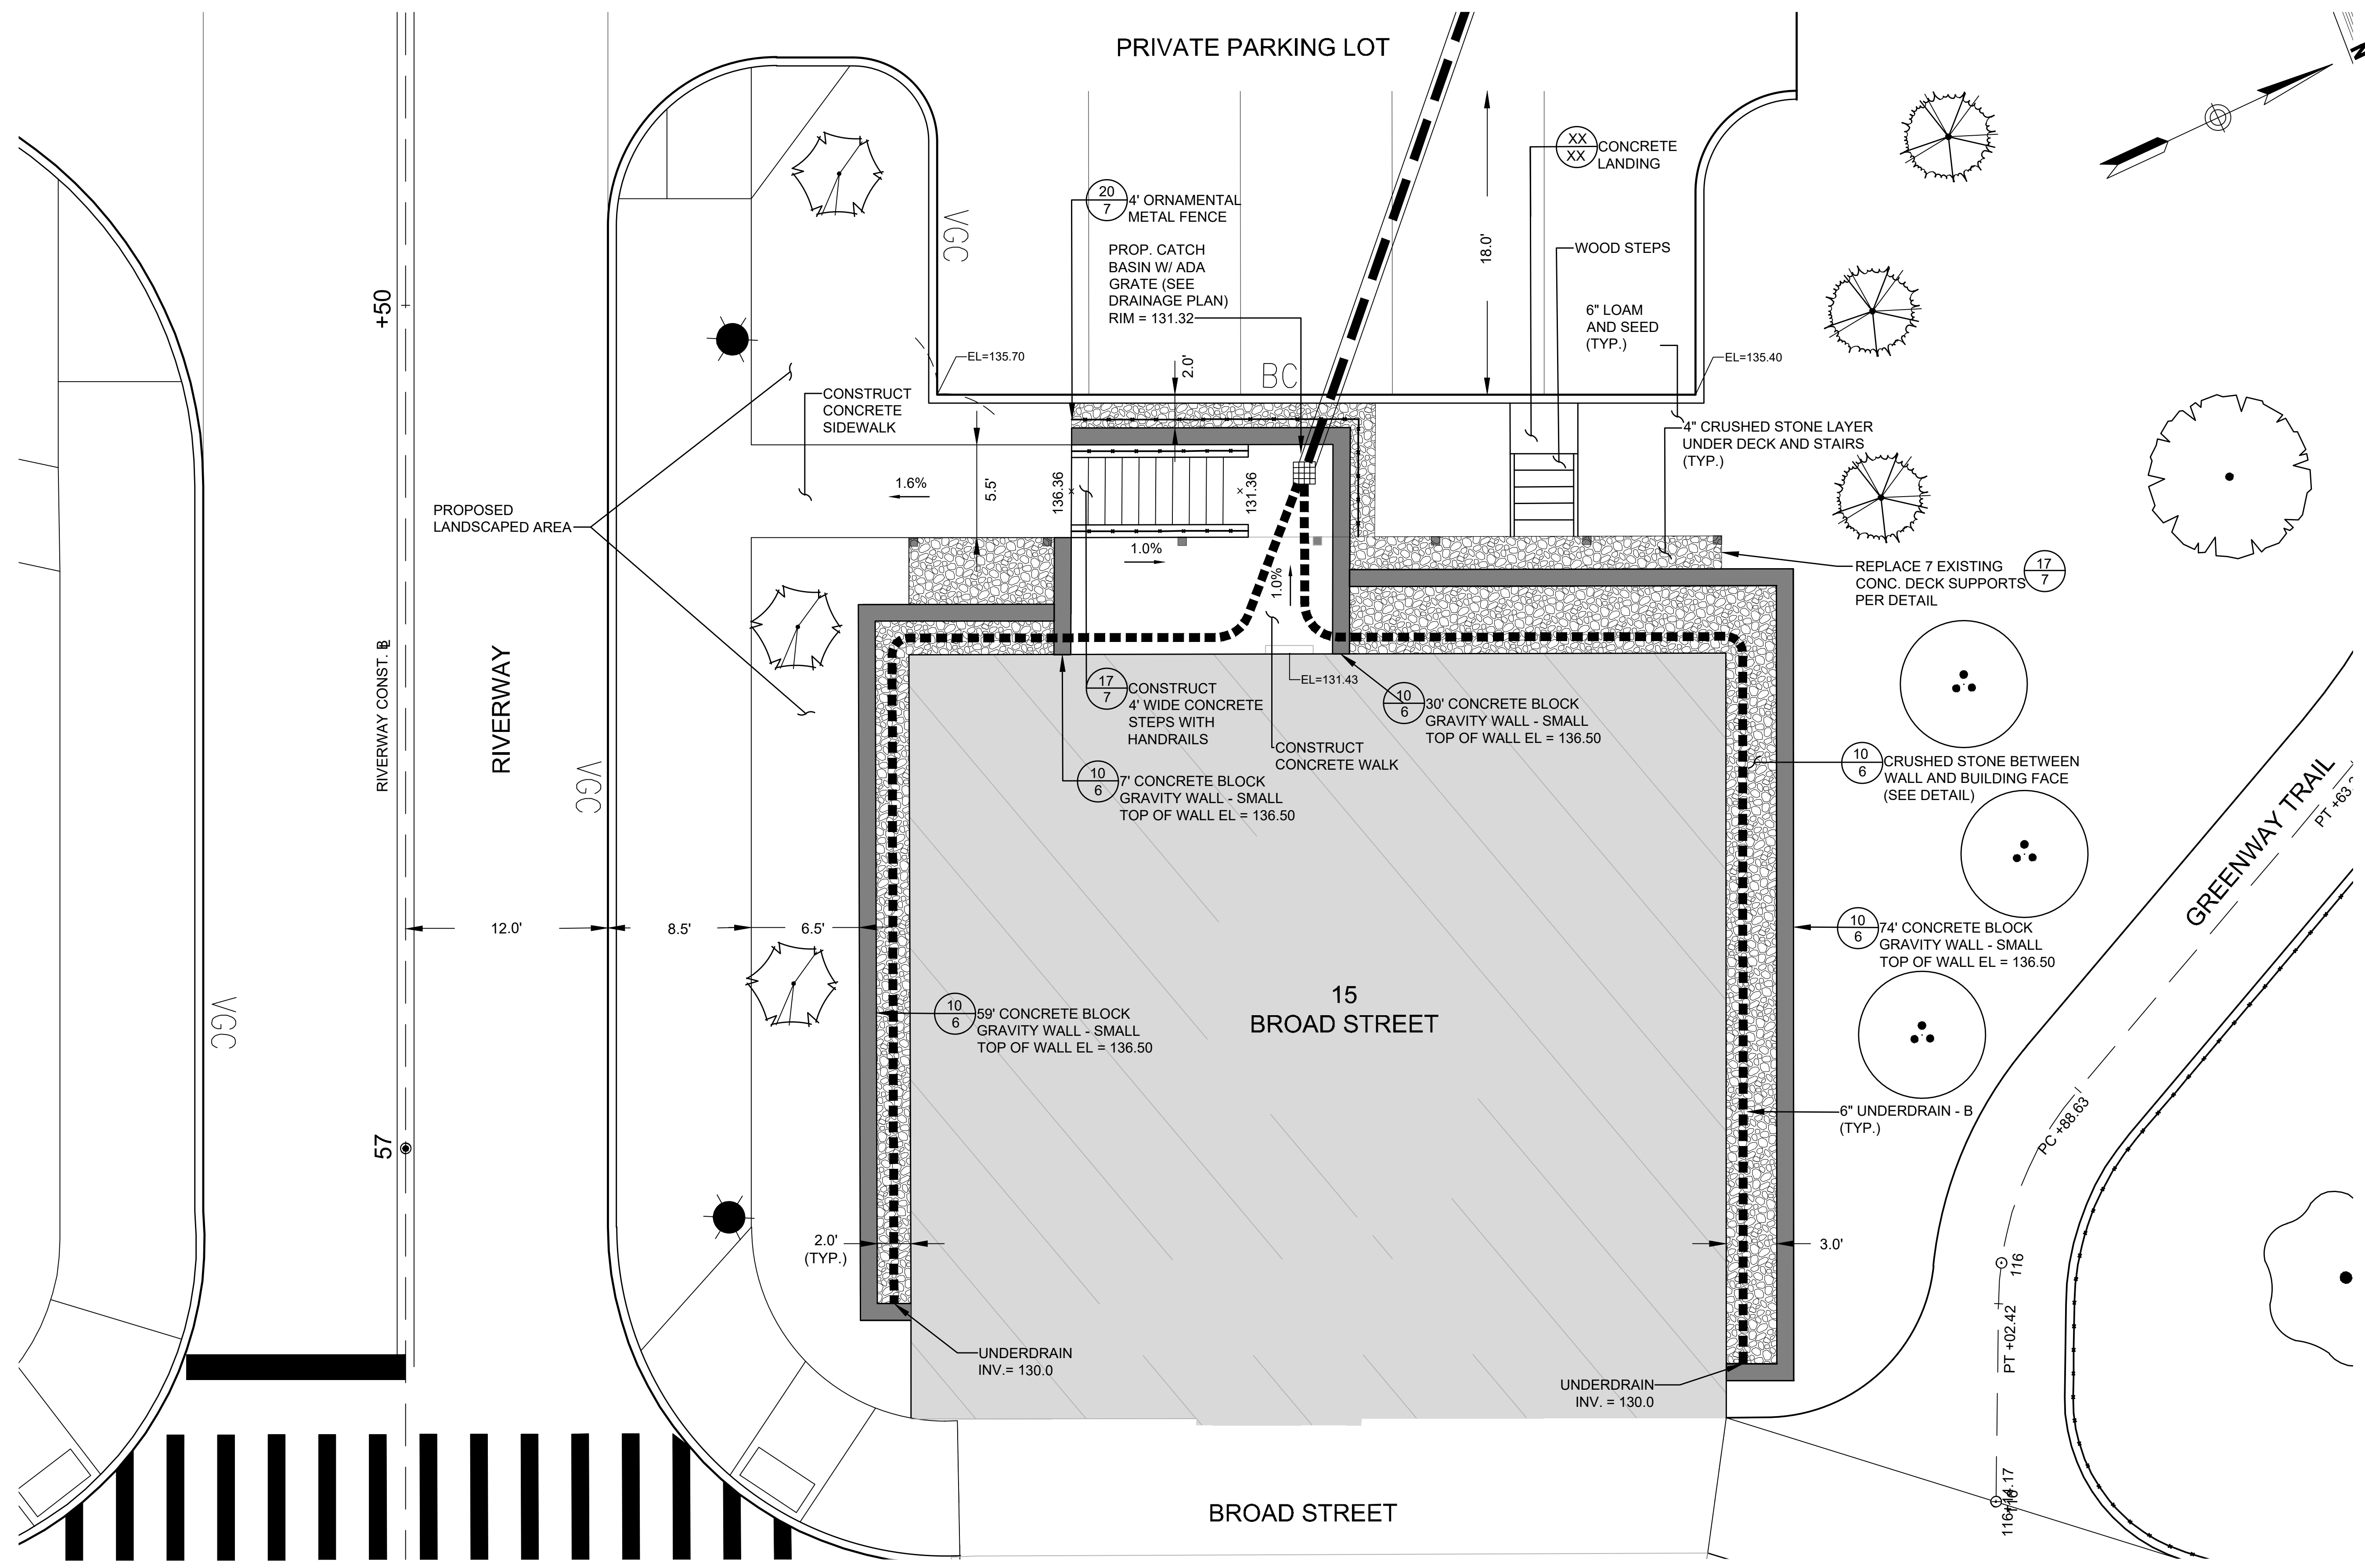 PRIVATE PARKING LOT
N
XX
XX
CONCRETE
LANDING
20
7
4' ORNAMENTAL
METAL FENCE
VGC
PROP. CATCH
BASIN W/ ADA
GRATE (SEE
DRAINAGE PLAN)
RIM = 131.32
18.0'
WOOD STEPS
6" LOAM
AND SEED
(TYP.)
+50
EL=135.70
2.0'
BC
EL=135.40
CONSTRUCT
CONCRETE
SIDEWALK
4" CRUSHED STONE LAYER
UNDER DECK AND STAIRS
(TYP.)
1.6%
5.5'
136.36
131.36
PROPOSED
LANDSCAPED AREA
1.0%
1.0%
REPLACE 7 EXISTING
CONC. DECK SUPPORTS
PER DETAIL
17
7
RIVERWAY CONST. B
RIVERWAY
EL=131.43
17
7
CONSTRUCT
4' WIDE CONCRETE
STEPS WITH
HANDRAILS
10
6
30' CONCRETE BLOCK
GRAVITY WALL - SMALL
TOP OF WALL EL = 136.50
CONSTRUCT
CONCRETE WALK
VGC
10
6
7' CONCRETE BLOCK
GRAVITY WALL - SMALL
TOP OF WALL EL = 136.50
10
6
CRUSHED STONE BETWEEN
WALL AND BUILDING FACE
(SEE DETAIL)
GREENWAY TRAIL
PT +63.
12.0'
8.5'
6.5'
10
6
74' CONCRETE BLOCK
GRAVITY WALL - SMALL
TOP OF WALL EL = 136.50
VGC
10
6
59' CONCRETE BLOCK
GRAVITY WALL - SMALL
TOP OF WALL EL = 136.50
15
BROAD STREET
6" UNDERDRAIN - B
(TYP.)
PC +88.63
57
2.0'
(TYP.)
3.0'
116
PT +02.42
UNDERDRAIN
INV.= 130.0
UNDERDRAIN
INV. = 130.0
BROAD STREET